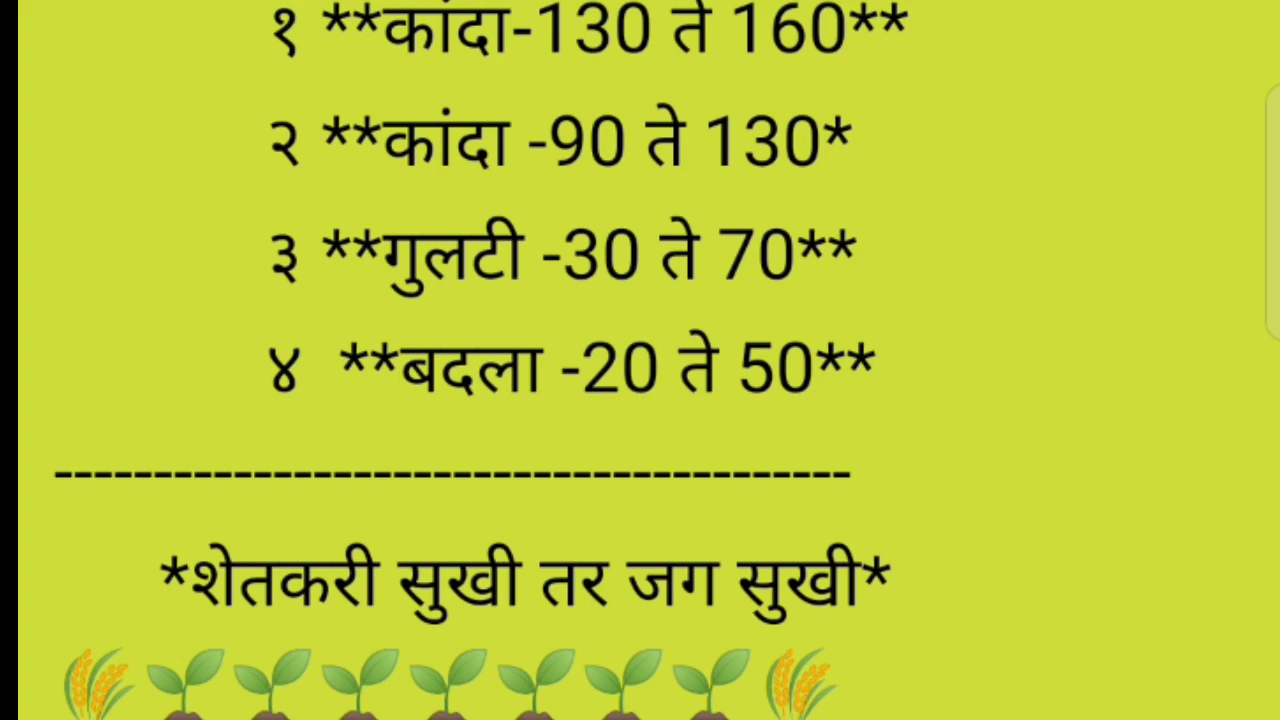 १ **कांदा-130 ते 160**
२ **कांदा -90 ते 130*
३ **गुलटी -30 ते 70**
४ **बदला -20 ते 50**
----------------------------------------
*शेतकरी सुखी तर जग सुखी*